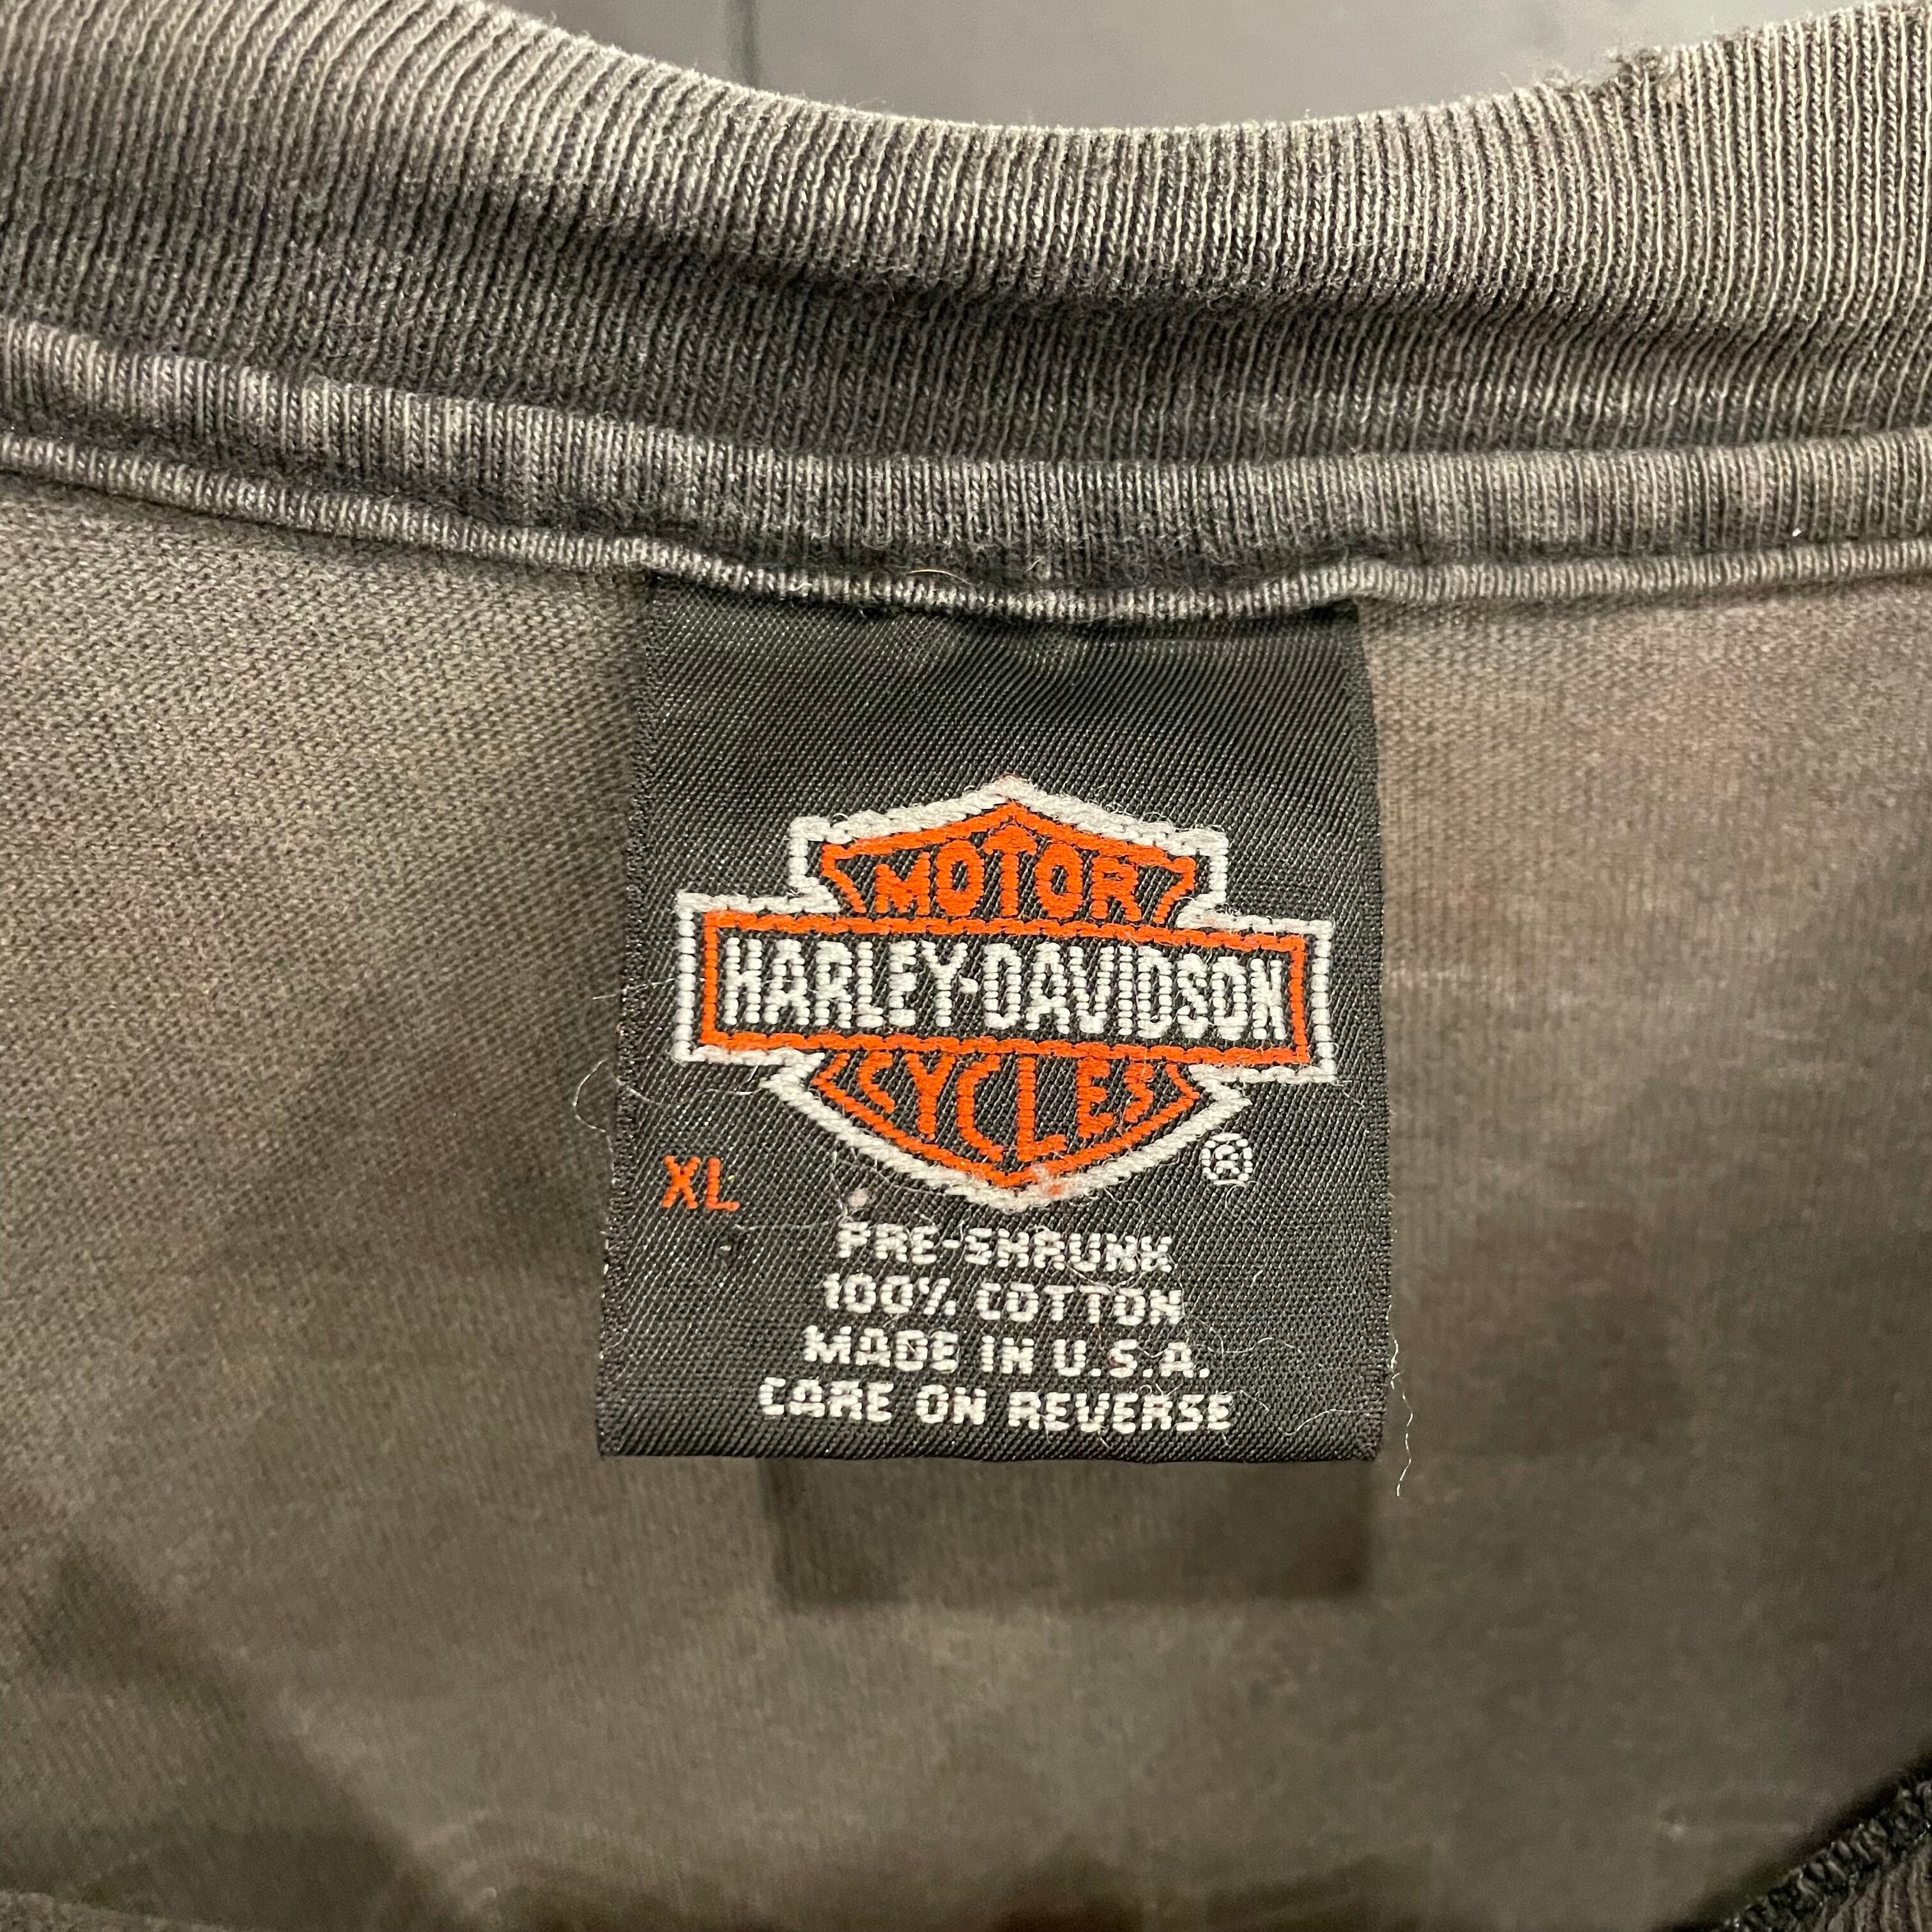 MOTOR
HARLEY-DAVIDSON
CYCLES
®
XL
PRE-SHRUNK
100% COTTON
MADE IN U.S.A.
CARE ON REVERSE